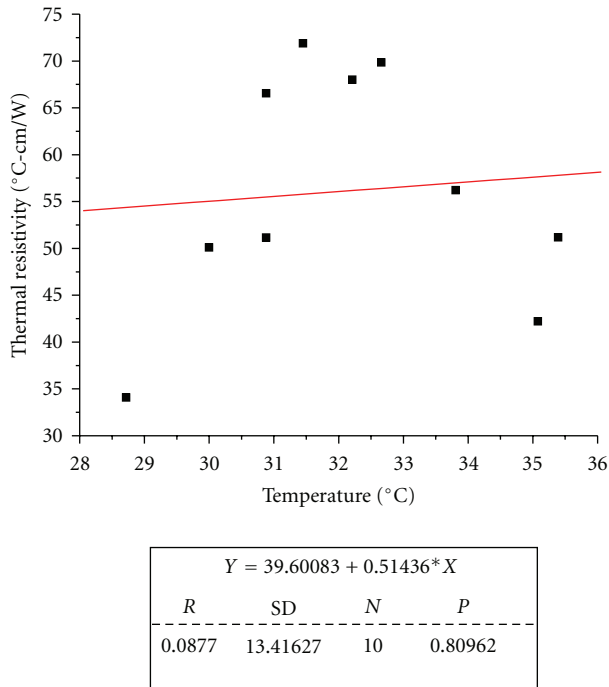 75
70
65
60
55
50
45
40
35
30
Thermal resistivity (°C-cm/W)
28 29 30 31 32 33 34 35 36
Temperature (°C)
Y = 39.60083 + 0.51436*X
R SD N P
0.0877 13.41627 10 0.80962